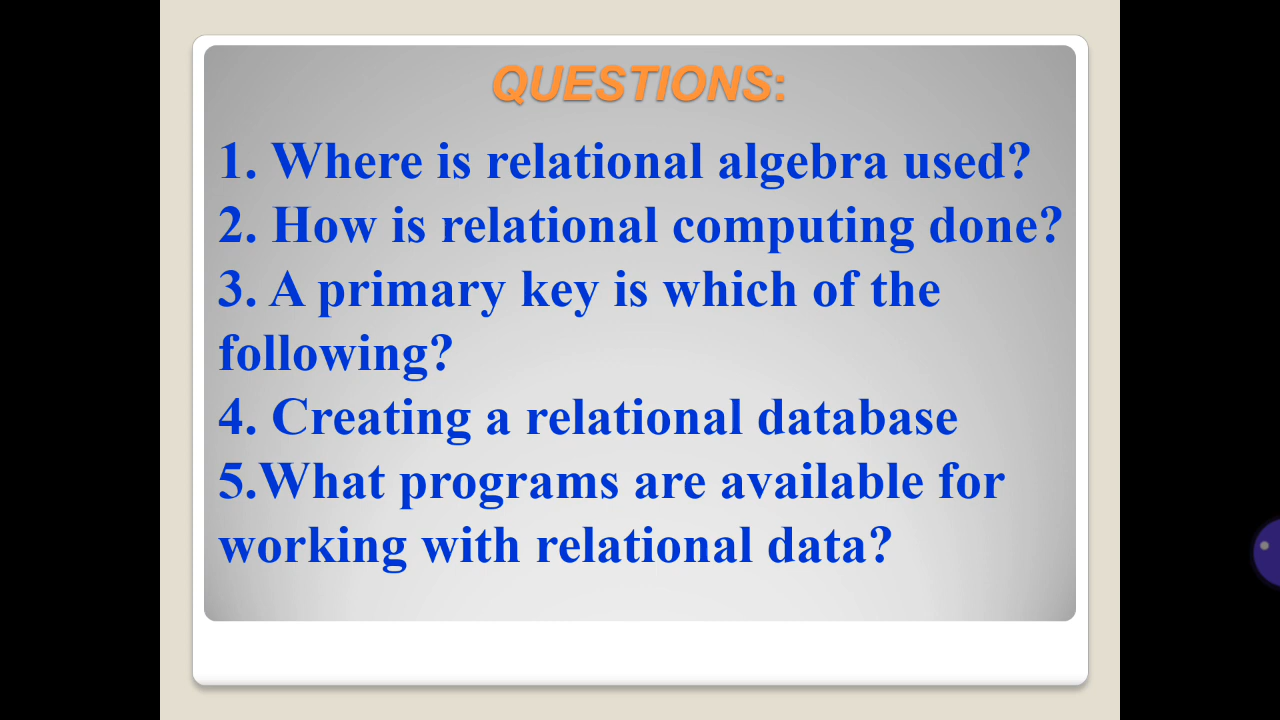 QUESTIONS:
1. Where is relational algebra used?
2. How is relational computing done?
3. A primary key is which of the
following?
4. Creating a relational database
5.What programs are available for
working with relational data?